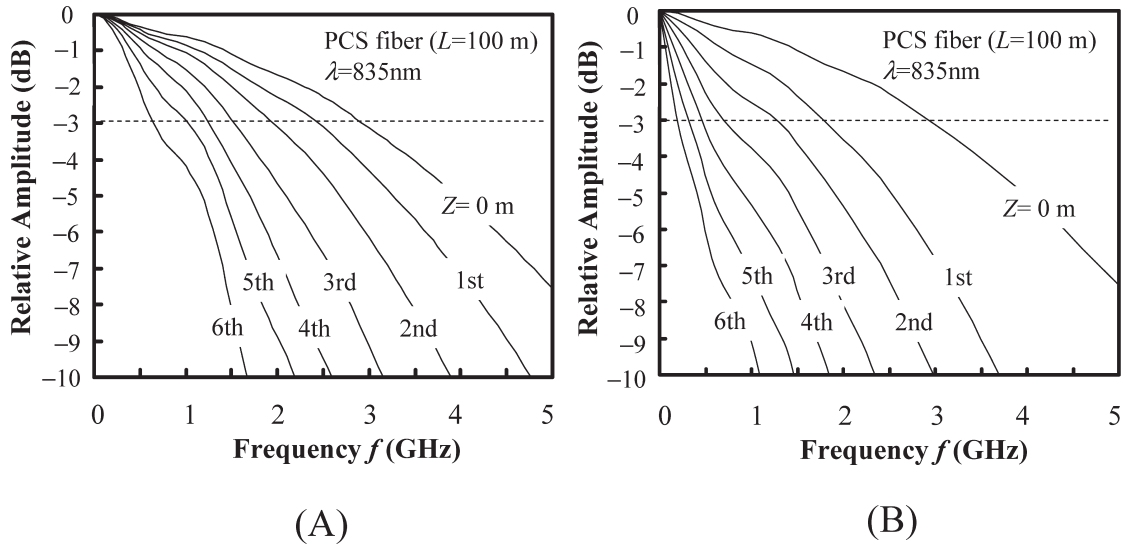 0
−1
−2
−3
−4
−5
−6
−7
−8
−9
−10
Relative Amplitude (dB)
PCS fiber (L=100 m)
λ=835nm
Z= 0 m
1st
2nd
3rd
4th
5th
6th
0 1 2 3 4 5
Frequency f (GHz)
(A)
0
−1
−2
−3
−4
−5
−6
−7
−8
−9
−10
Relative Amplitude (dB)
PCS fiber (L=100 m)
λ=835nm
Z= 0 m
1st
2nd
3rd
4th
5th
6th
0 1 2 3 4 5
Frequency f (GHz)
(B)